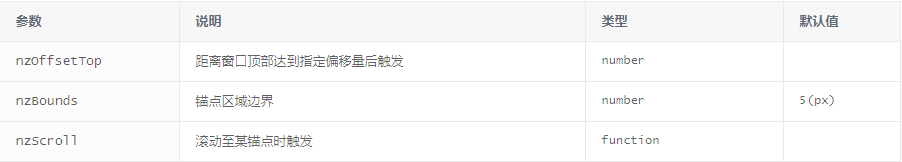 参数 说明 类型 默认值
nzOffsetTop 距离窗口顶部达到指定偏移量后触发 number
nzBounds 锚点区域边界 number 5(px)
nzScroll 滚动至某锚点时触发 function